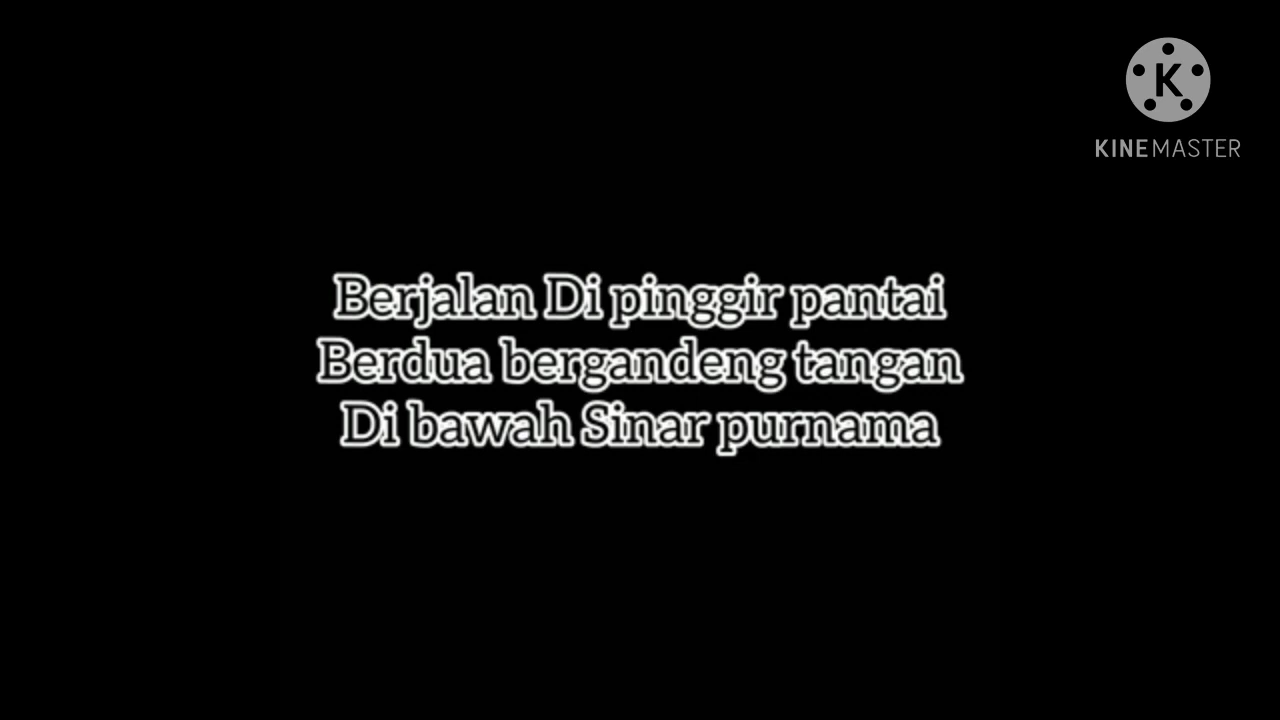 K
KINEMASTER
Berjalan Di pinggir pantai
Berdua bergandeng tangan
Di bawah Sinar purnama